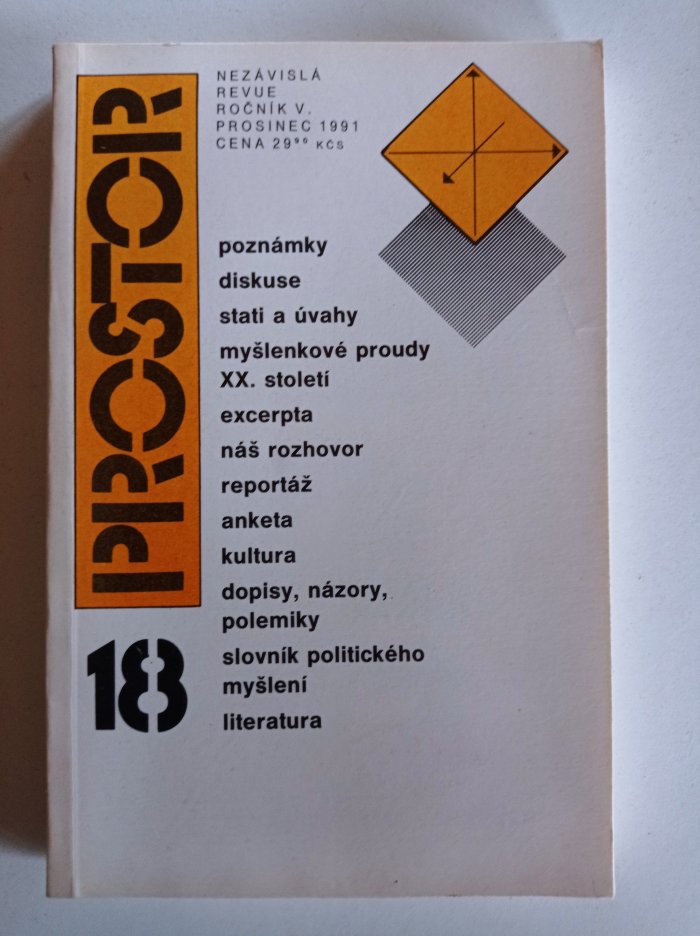 PROSTOR
NEZÁVISLÁ
REVUE
ROČNÍK V.
PROSINEC 1991
CENA 29⁹⁰ KČS
poznámky
diskuse
stati a úvahy
myšlenkové proudy
XX. století
excerpta
náš rozhovor
reportáž
anketa
kultura
dopisy, názory,
polemiky
slovník politického
myšlení
literatura
18